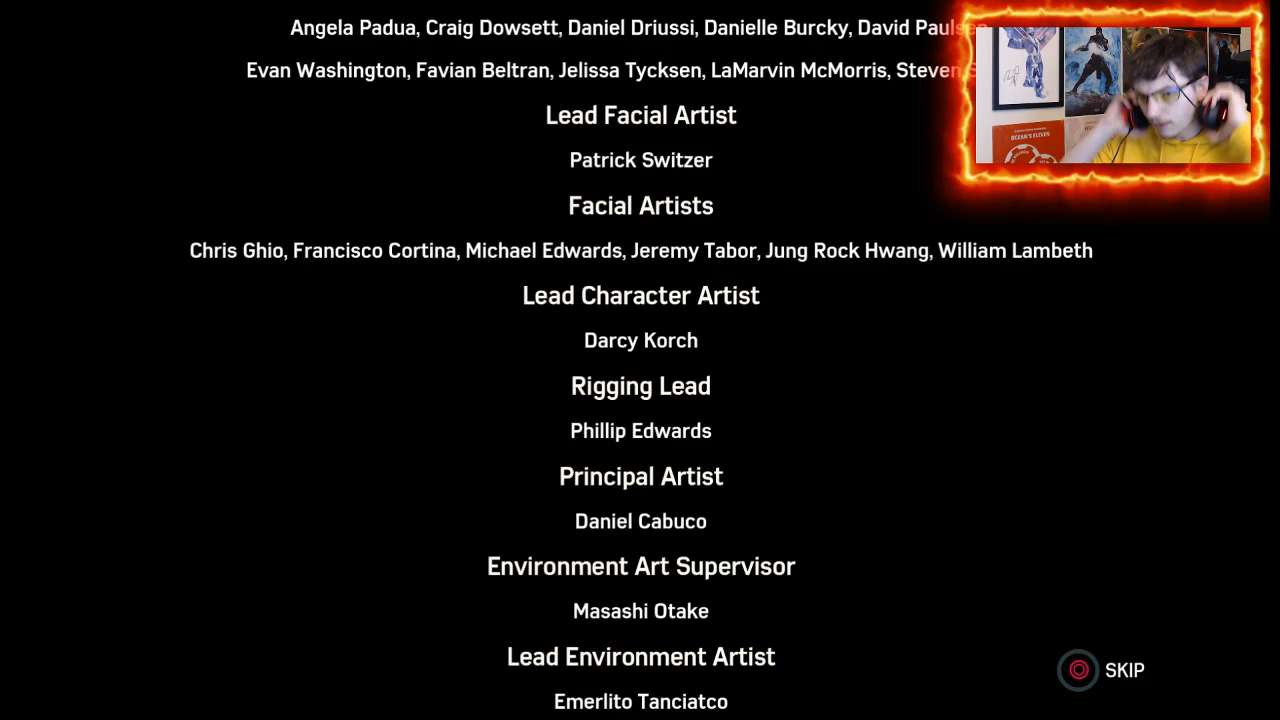 Angela Padua, Craig Dowsett, Daniel Driussi, Danielle Burcky, David
Evan Washington, Favian Beltran, Jelissa Tycksen, LaMarvin McMorris, Steven
Lead Facial Artist
Patrick Switzer
Facial Artists
Chris Ghio, Francisco Cortina, Michael Edwards, Jeremy Tabor, Jung Rock Hwang, William Lambeth
Lead Character Artist
Darcy Korch
Rigging Lead
Phillip Edwards
Principal Artist
Daniel Cabuco
Environment Art Supervisor
Masashi Otake
Lead Environment Artist
Emerlito Tanciatco
SKIP
OCEAN'S ELEVEN